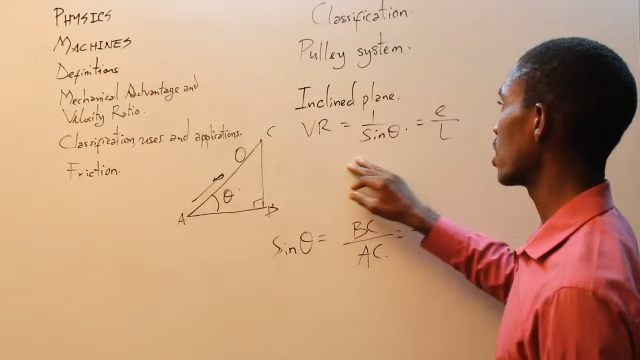 PHYSICS
MACHINES
Definitions
Mechanical Advantage and
Velocity Ratio.
Classification, uses and applications.
Friction.
Classification.
Pulley system.
Inclined plane.
VR = 1/Sinθ. = e/L
C
θ
A
B
Sinθ = BC/AC. =